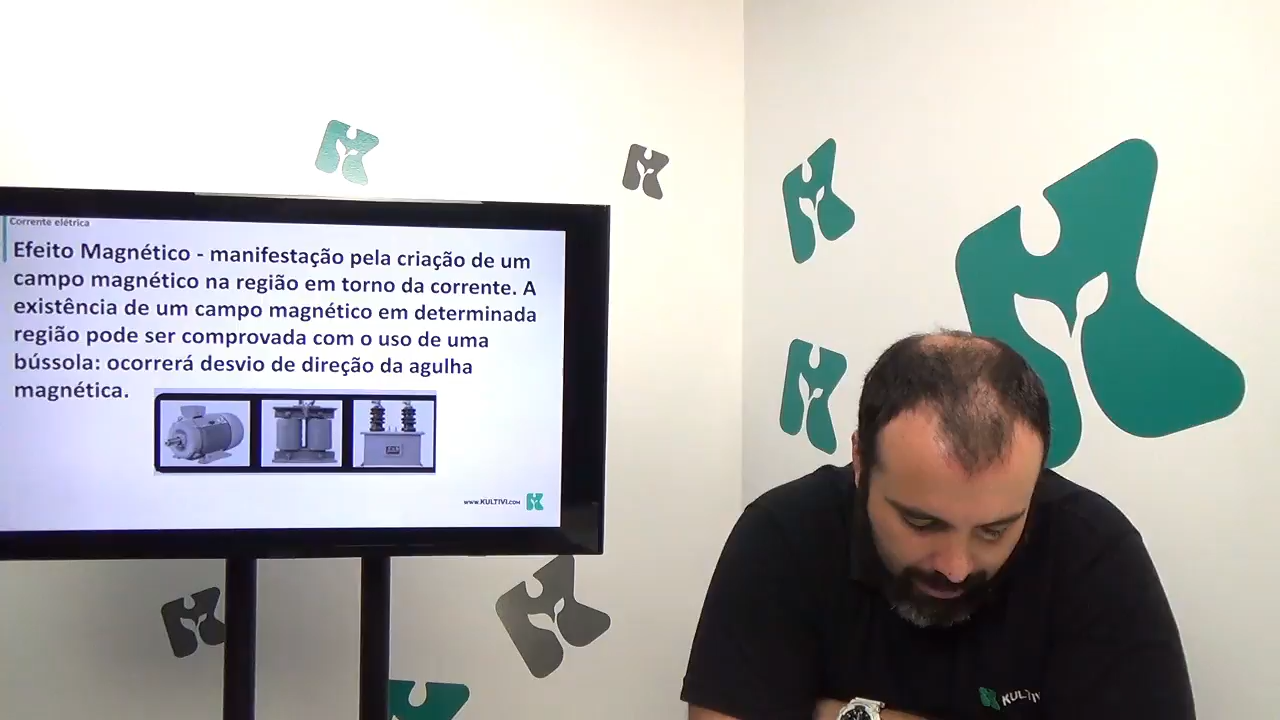 Corrente elétrica
Efeito Magnético - manifestação pela criação de um
campo magnético na região em torno da corrente. A
existência de um campo magnético em determinada
região pode ser comprovada com o uso de uma
bússola: ocorrerá desvio de direção da agulha
magnética.
www.KULTIVI.COM
KULTIVI